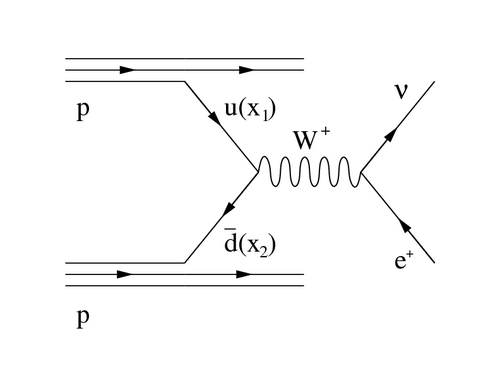 p
u(x₁)
W⁺
ν
d̅(x₂)
e⁺
p